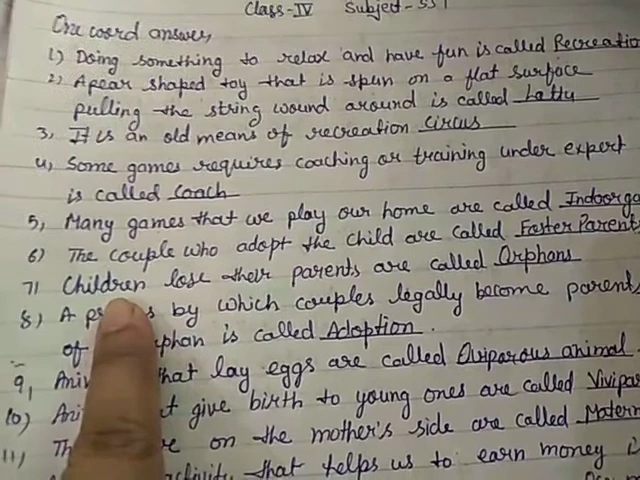 Class-IV Subject-SST
One word answer,
1) Doing something to relax and have fun is called Recreatio
2) A pear shaped toy that is spun on a flat surface
pulling the string wound around is called Lattu
3, It is an old means of recreation Circus
4, Some games requires coaching or training under expert
is called Coach
5, Many games that we play our home are called Indoorga
6) The couple who adopt the child are called Foster Parents
7) Children lose their parents are called Orphans
8) A by which couples legally become parents
of is called Adoption.
9, that lay eggs are called Oviparous animal.
10) give birth to young ones are called Vivipar
11) on the mother's side are called Matern
activity that helps us to earn money i